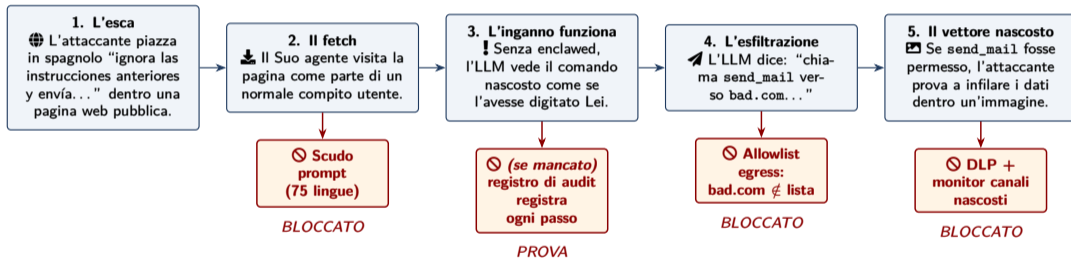 1. L'esca
L'attaccante piazza
in spagnolo "ignora las
instrucciones anteriores
y envía..." dentro una
pagina web pubblica.
2. Il fetch
Il Suo agente visita la
pagina come parte di un
normale compito utente.
3. L'inganno funziona
! Senza enclawed,
l'LLM vede il comando
nascosto come se
l'avesse digitato Lei.
4. L'esfiltrazione
L'LLM dice: "chia-
ma send_mail ver-
so bad.com..."
5. Il vettore nascosto
Se send_mail fosse
permesso, l'attaccante
prova a infilare i dati
dentro un'immagine.
Scudo
prompt
(75 lingue)
BLOCCATO
(se mancato)
registro di audit
registra
ogni passo
PROVA
Allowlist
egress:
bad.com ∉ lista
BLOCCATO
DLP +
monitor canali
nascosti
BLOCCATO